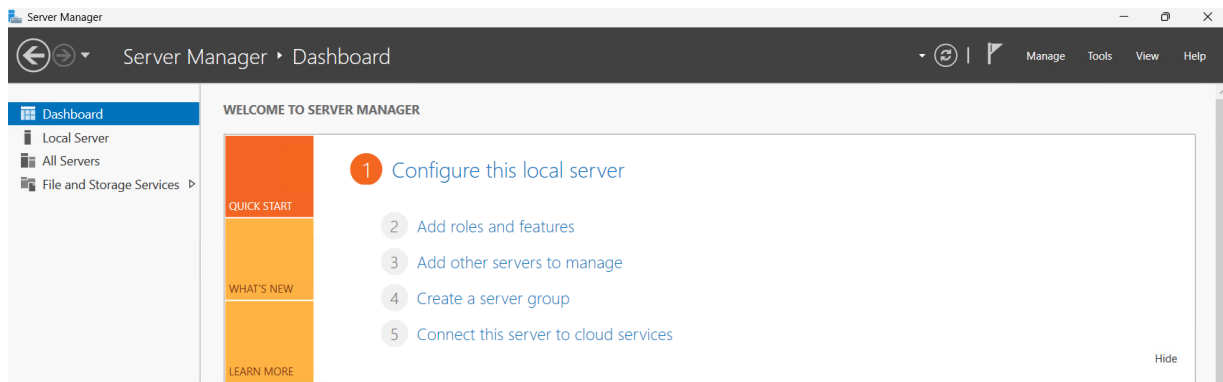 Server Manager
Server Manager ‣ Dashboard
Manage Tools View Help
Dashboard
Local Server
All Servers
File and Storage Services
WELCOME TO SERVER MANAGER
QUICK START
WHAT'S NEW
LEARN MORE
1 Configure this local server
2 Add roles and features
3 Add other servers to manage
4 Create a server group
5 Connect this server to cloud services
Hide